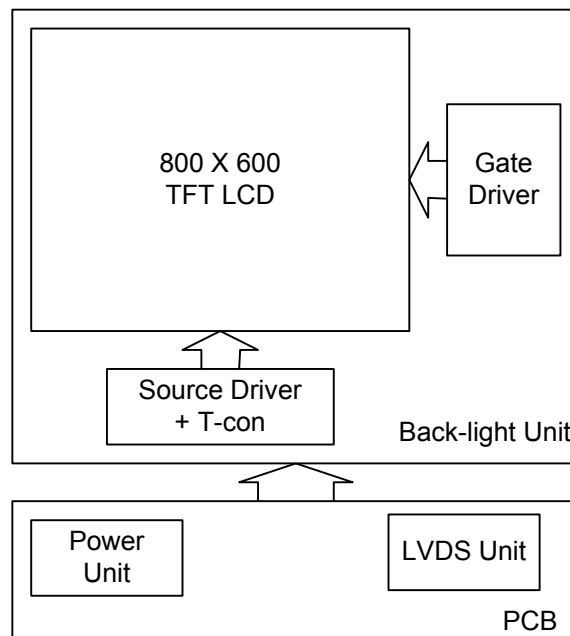 800 X 600
TFT LCD
Gate
Driver
Source Driver
+ T-con
Back-light Unit
Power
Unit
LVDS Unit
PCB